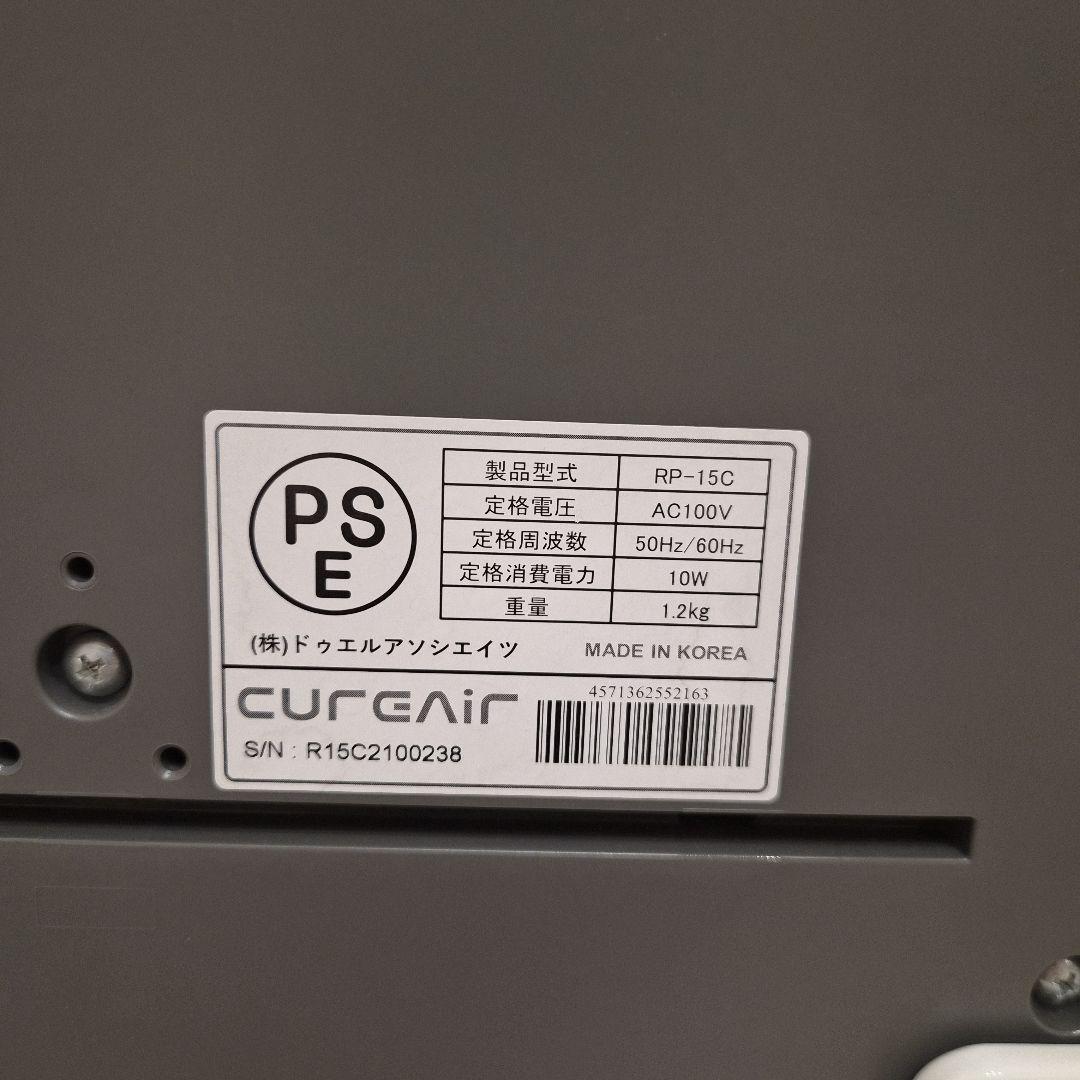 PSE
製品型式 RP-15C
定格電圧 AC100V
定格周波数 50Hz/60Hz
定格消費電力 10W
重量 1.2kg
(株)ドゥエルアソシエイツ MADE IN KOREA
CUREAir
4571362552163
S/N : R15C2100238